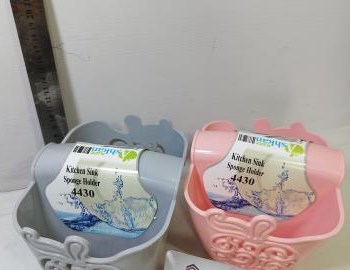 Kitchen Sink
Sponge Holder
4430
Kitchen Sink
Sponge Holder
4430